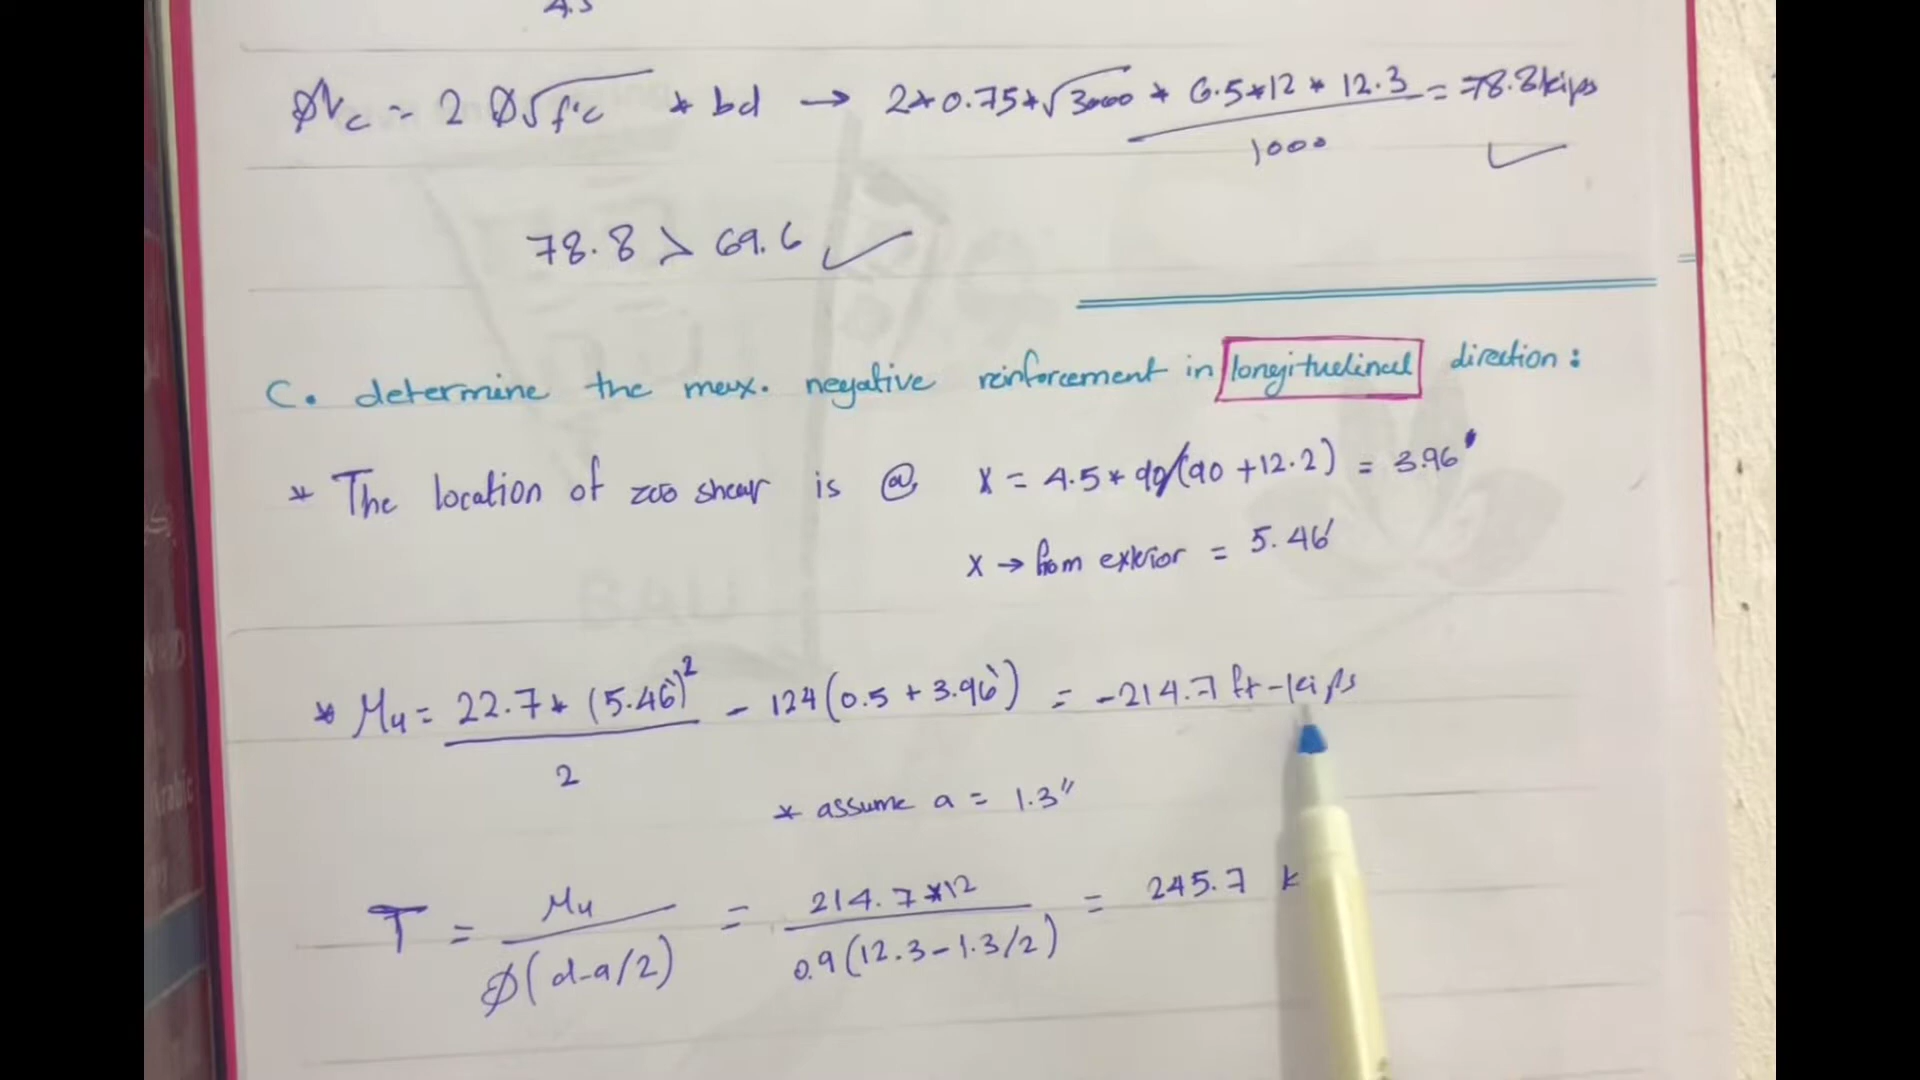 4.5
ØVc = 2 Ø√f'c * bd → 2*0.75*√3000 * 6.5*12 * 12.3 / 1000 = 78.8 kips ✓
78.8 > 69.6 ✓
C. determine the max. negative reinforcement in longitudinal direction:
* The location of zero shear is @ x = 4.5 * 90/(90 + 12.2) = 3.96'
x → from exterior = 5.46'
* Mu = 22.7 * (5.46')² / 2 - 124(0.5 + 3.96') = -214.7 ft-kips
* assume a = 1.3"
T = Mu / Ø(d-a/2) = 214.7*12 / 0.9(12.3-1.3/2) = 245.7 k
BAU